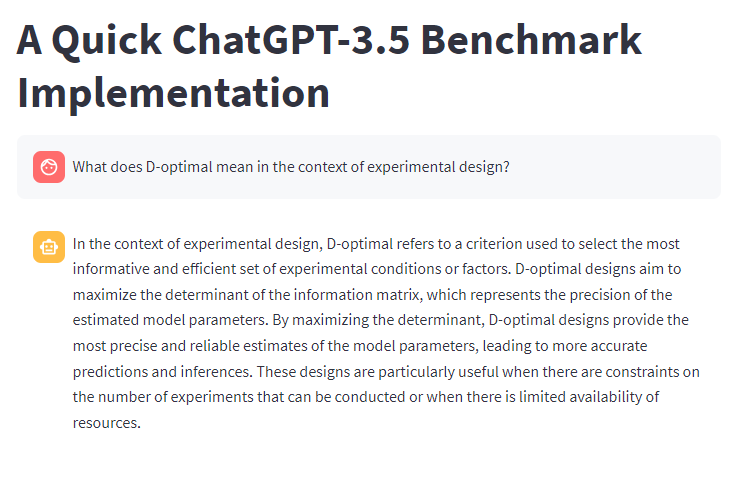 A Quick ChatGPT-3.5 Benchmark
Implementation
What does D-optimal mean in the context of experimental design?
In the context of experimental design, D-optimal refers to a criterion used to select the most
informative and efficient set of experimental conditions or factors. D-optimal designs aim to
maximize the determinant of the information matrix, which represents the precision of the
estimated model parameters. By maximizing the determinant, D-optimal designs provide the
most precise and reliable estimates of the model parameters, leading to more accurate
predictions and inferences. These designs are particularly useful when there are constraints on
the number of experiments that can be conducted or when there is limited availability of
resources.